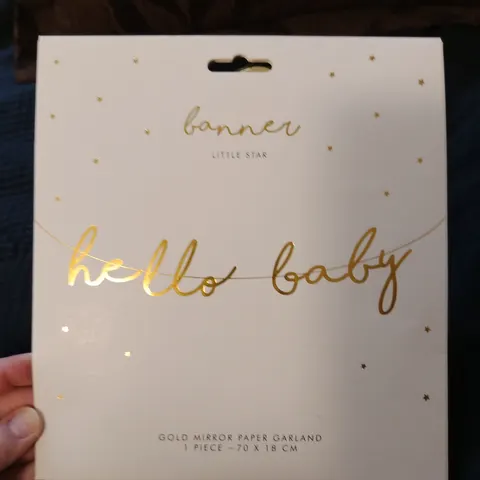 banner
LITTLE STAR
hello baby
GOLD MIRROR PAPER GARLAND
1 PIECE – 70 X 18 CM